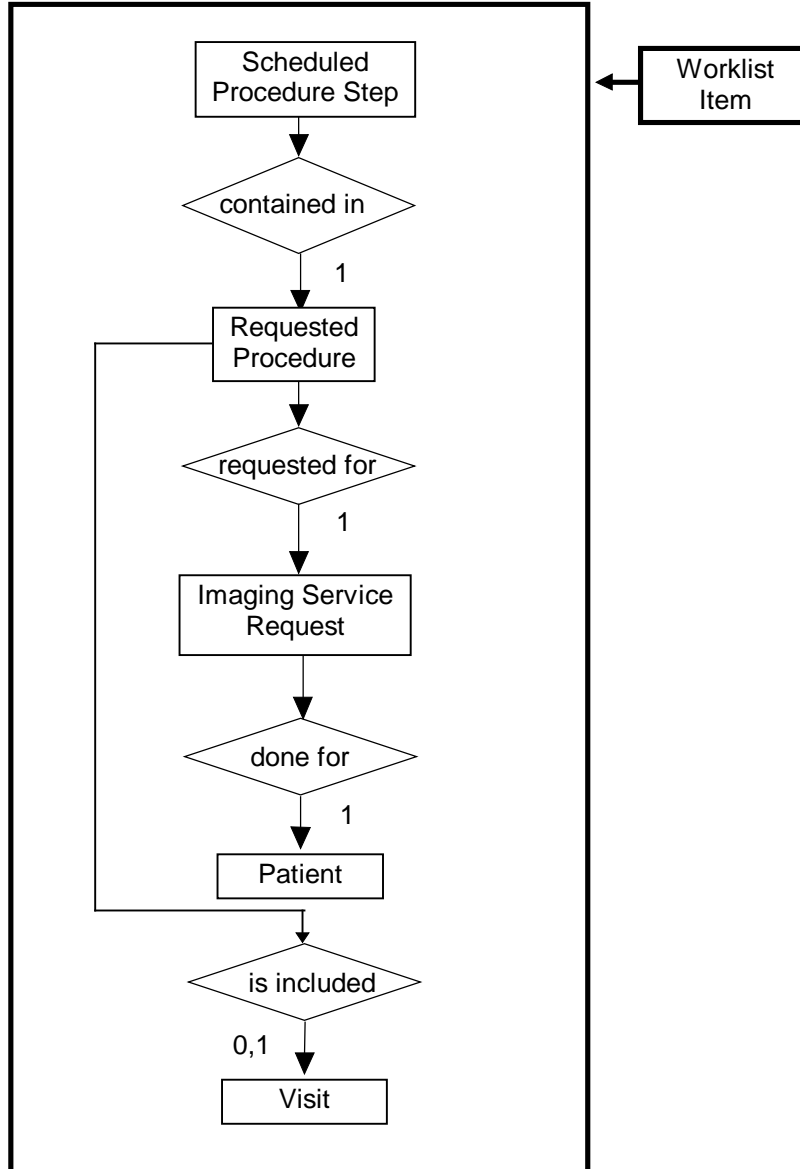 Scheduled
Procedure Step
Worklist
Item
contained in
1
Requested
Procedure
requested for
1
Imaging Service
Request
done for
1
Patient
is included
0,1
Visit